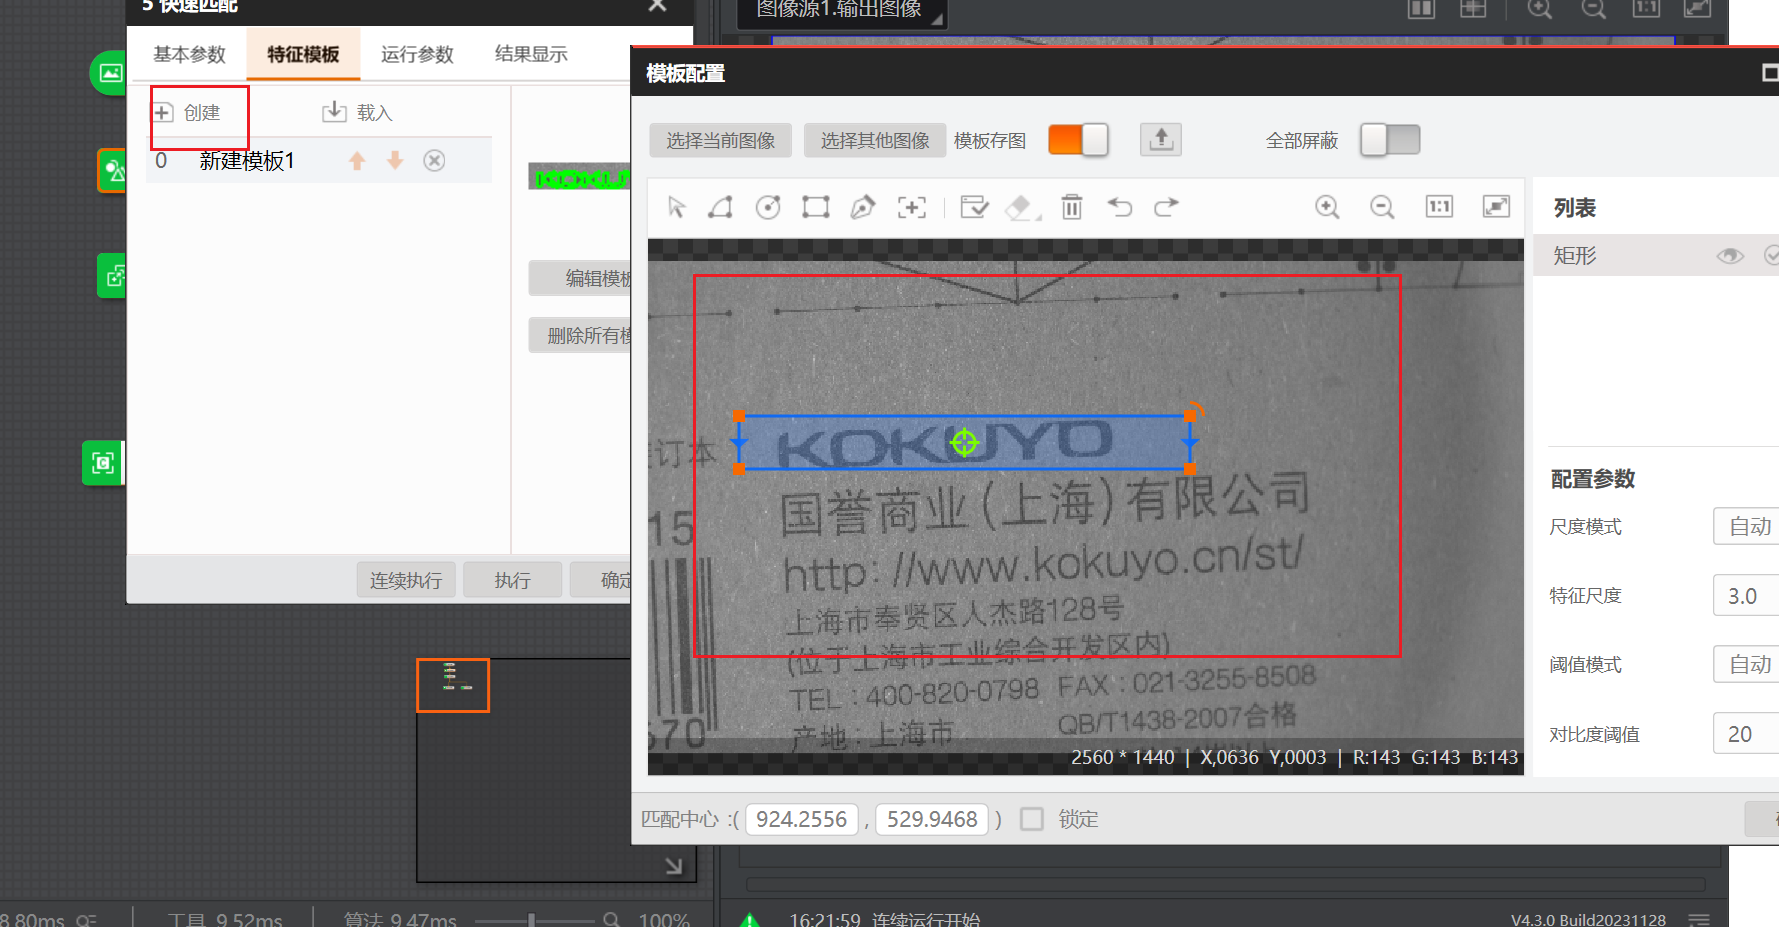 5 快速匹配
图像源1.输出图像
基本参数 特征模板 运行参数 结果显示
创建 载入
0 新建模板1
编辑模板
删除所有模
连续执行 执行 确定
模板配置
选择当前图像 选择其他图像 模板存图 全部屏蔽
1:1
列表
矩形
订本
KOKUYO
国誉商业(上海)有限公司
15
http://www.kokuyo.cn/st/
上海市奉贤区人杰路128号
(位于上海市工业综合开发区内)
TEL:400-820-0798 FAX:021-3255-8508
QB/T1438-2007合格
570
产地:上海市
2560 * 1440 | X,0636 Y,0003 | R:143 G:143 B:143
配置参数
尺度模式 自动
特征尺度 3.0
阈值模式 自动
对比度阈值 20
匹配中心 :( 924.2556 , 529.9468 ) 锁定
8.80ms 工具 9.52ms 算法 9.47ms 100%
16:21:59 连续运行开始
V4.3.0 Build20231128